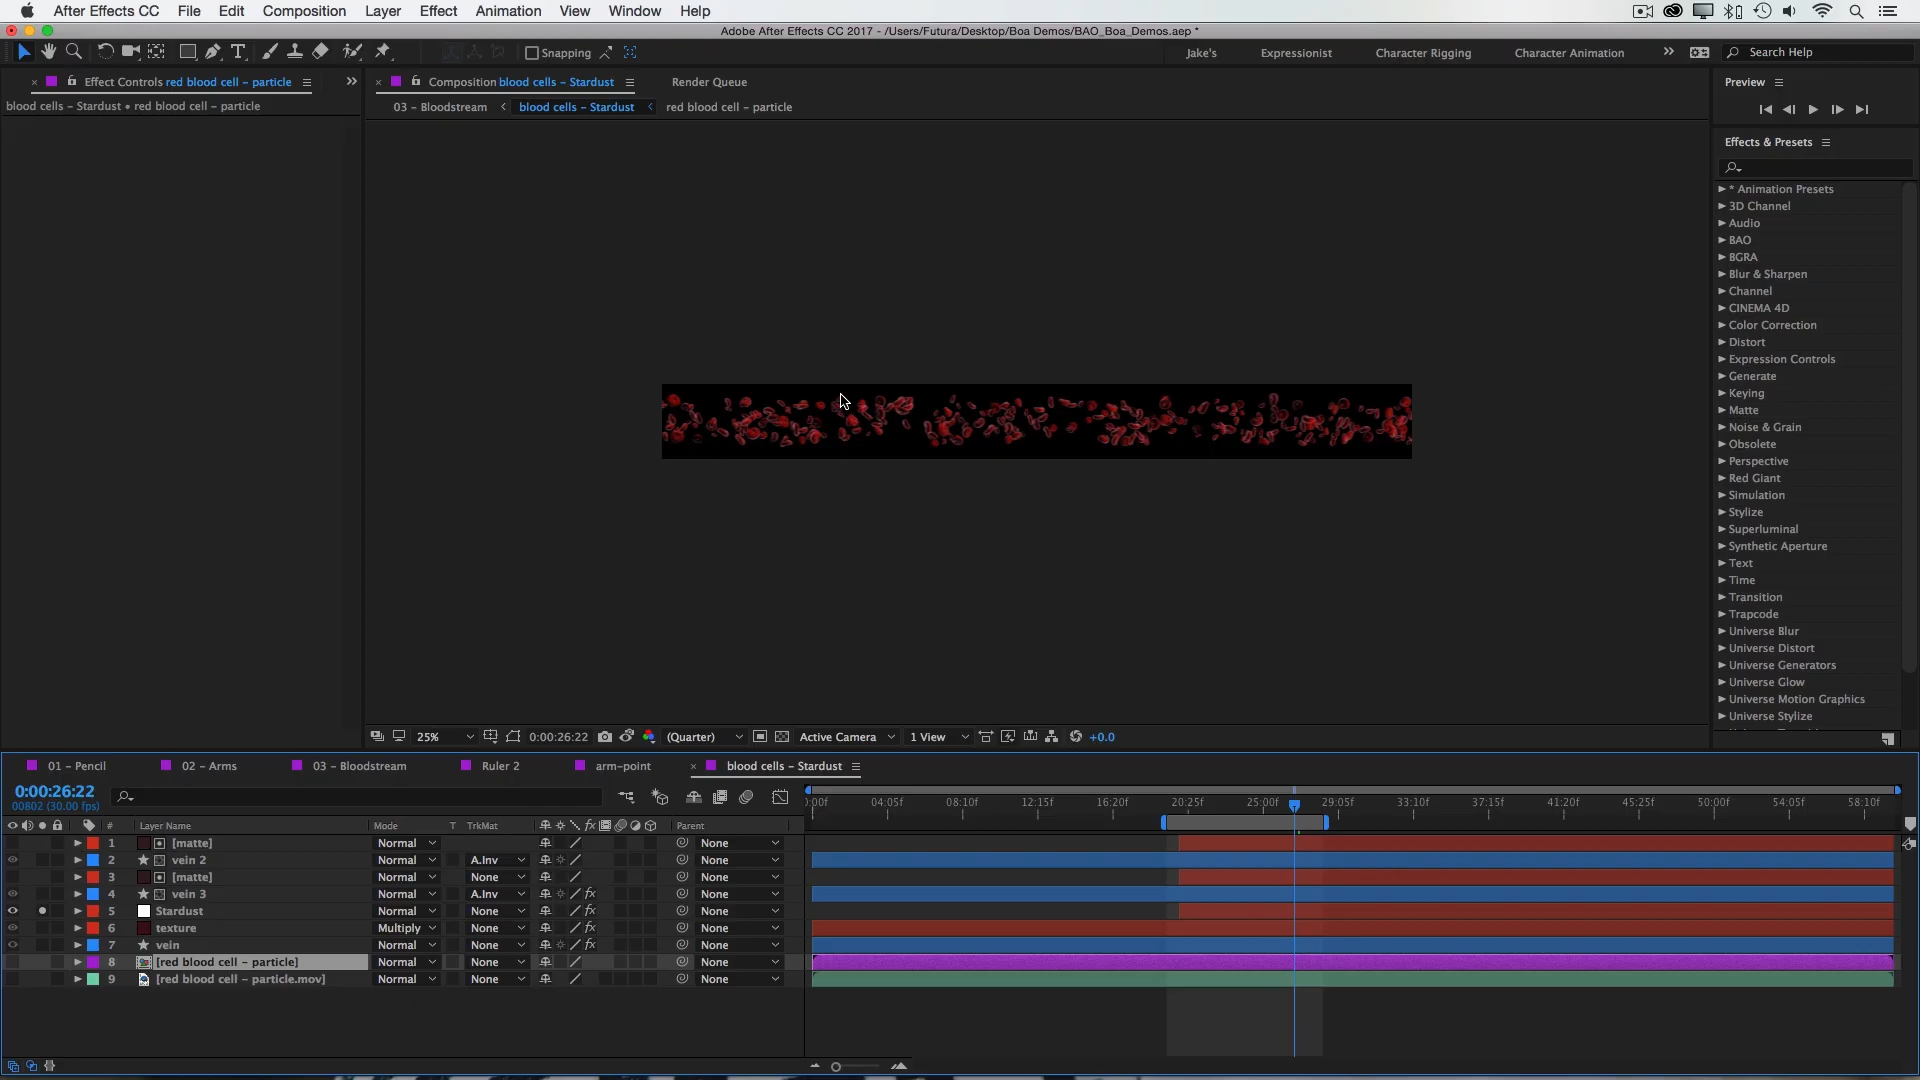 After Effects CC File Edit Composition Layer Effect Animation View Window Help
Adobe After Effects CC 2017 - /Users/Futura/Desktop/Boa Demos/BAO_Boa_Demos.aep *
Snapping Jake's Expressionist Character Rigging Character Animation » Search Help
× Effect Controls red blood cell – particle »
× Composition blood cells – Stardust Render Queue
Preview
blood cells – Stardust • red blood cell – particle
03 – Bloodstream < blood cells – Stardust < red blood cell – particle
Effects & Presets
* Animation Presets
3D Channel
Audio
BAO
BGRA
Blur & Sharpen
Channel
CINEMA 4D
Color Correction
Distort
Expression Controls
Generate
Keying
Matte
Noise & Grain
Obsolete
Perspective
Red Giant
Simulation
Stylize
Superluminal
Synthetic Aperture
Text
Time
Transition
Trapcode
Universe Blur
Universe Distort
Universe Generators
Universe Glow
Universe Motion Graphics
Universe Stylize
25% 0:00:26:22 (Quarter) Active Camera 1 View +0.0
01 – Pencil 02 – Arms 03 – Bloodstream Ruler 2 arm-point × blood cells – Stardust
0:00:26:22
00802 (30.00 fps)
:00f 04:05f 08:10f 12:15f 16:20f 20:25f 25:00f 29:05f 33:10f 37:15f 41:20f 45:25f 50:00f 54:05f 58:10f
# Layer Name Mode T TrkMat fx Parent
1 [matte] Normal None
2 vein 2 Normal A.Inv None
3 [matte] Normal None None
4 vein 3 Normal A.Inv fx None
5 Stardust Normal None fx None
6 texture Multiply None fx None
7 vein Normal None fx None
8 [red blood cell – particle] Normal None None
9 [red blood cell – particle.mov] Normal None None